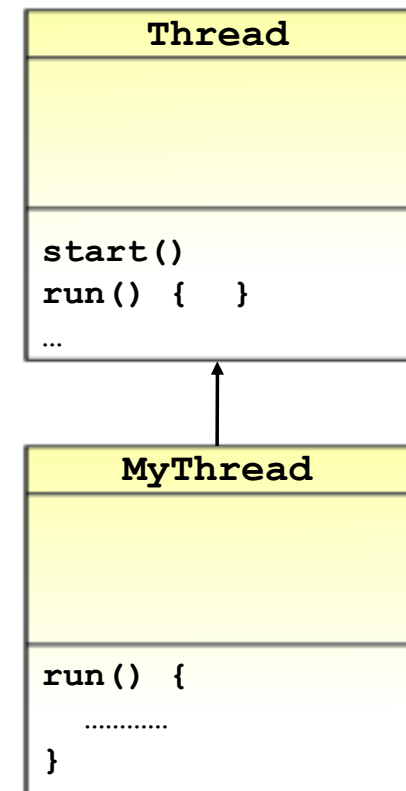 Thread
start()
run() {   }
…
MyThread
run() {
…………
}